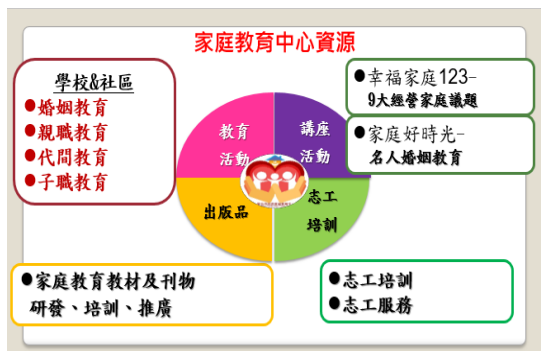 家庭教育中心資源
學校&社區
●婚姻教育
●親職教育
●代間教育
●子職教育
●幸福家庭123-
9大經營家庭議題
●家庭好時光-
名人婚姻教育
教育
活動
講座
活動
出版品
志工
培訓
●家庭教育教材及刊物
研發、培訓、推廣
●志工培訓
●志工服務